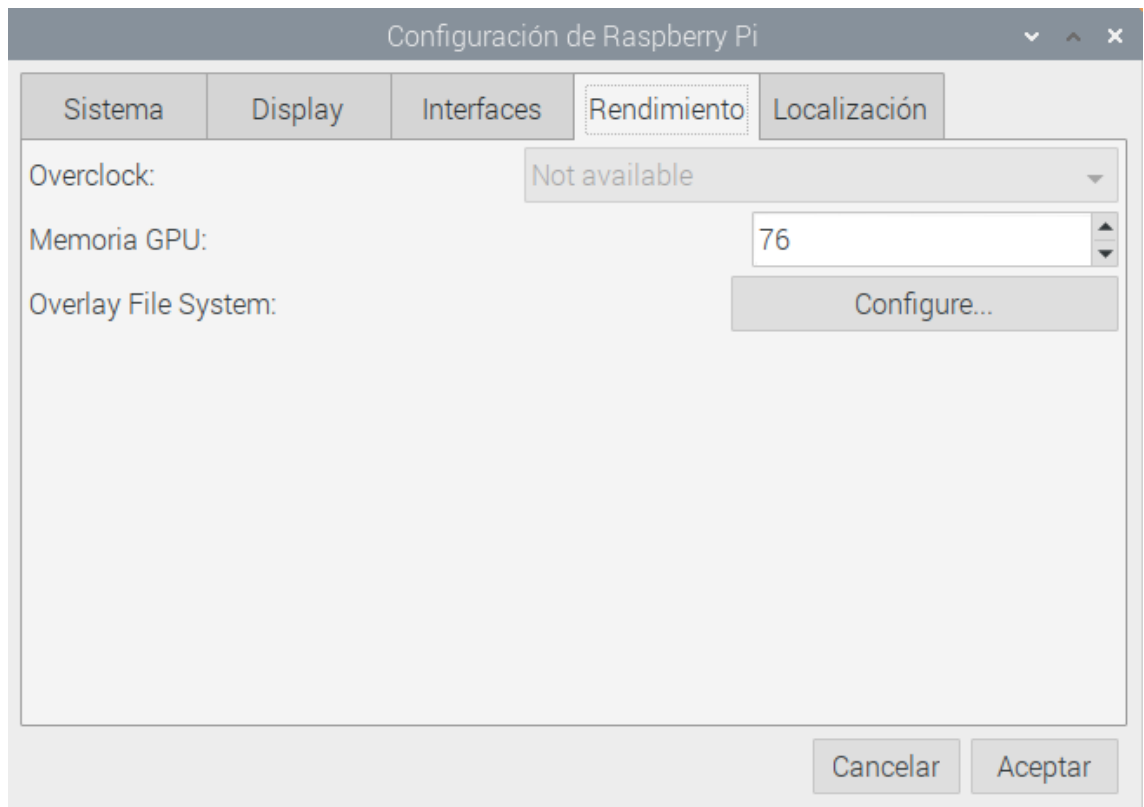 Configuración de Raspberry Pi
Sistema Display Interfaces Rendimiento Localización
Overclock: Not available
Memoria GPU: 76
Overlay File System: Configure...
Cancelar Aceptar